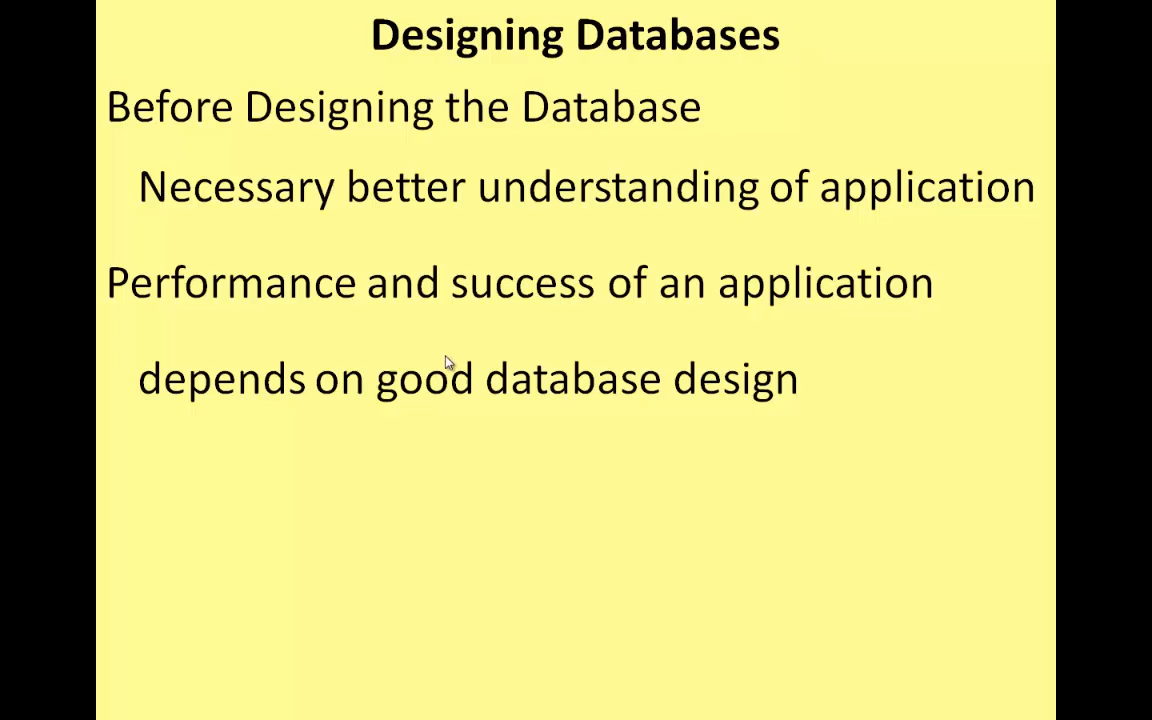 Designing Databases
Before Designing the Database
Necessary better understanding of application
Performance and success of an application
depends on good database design